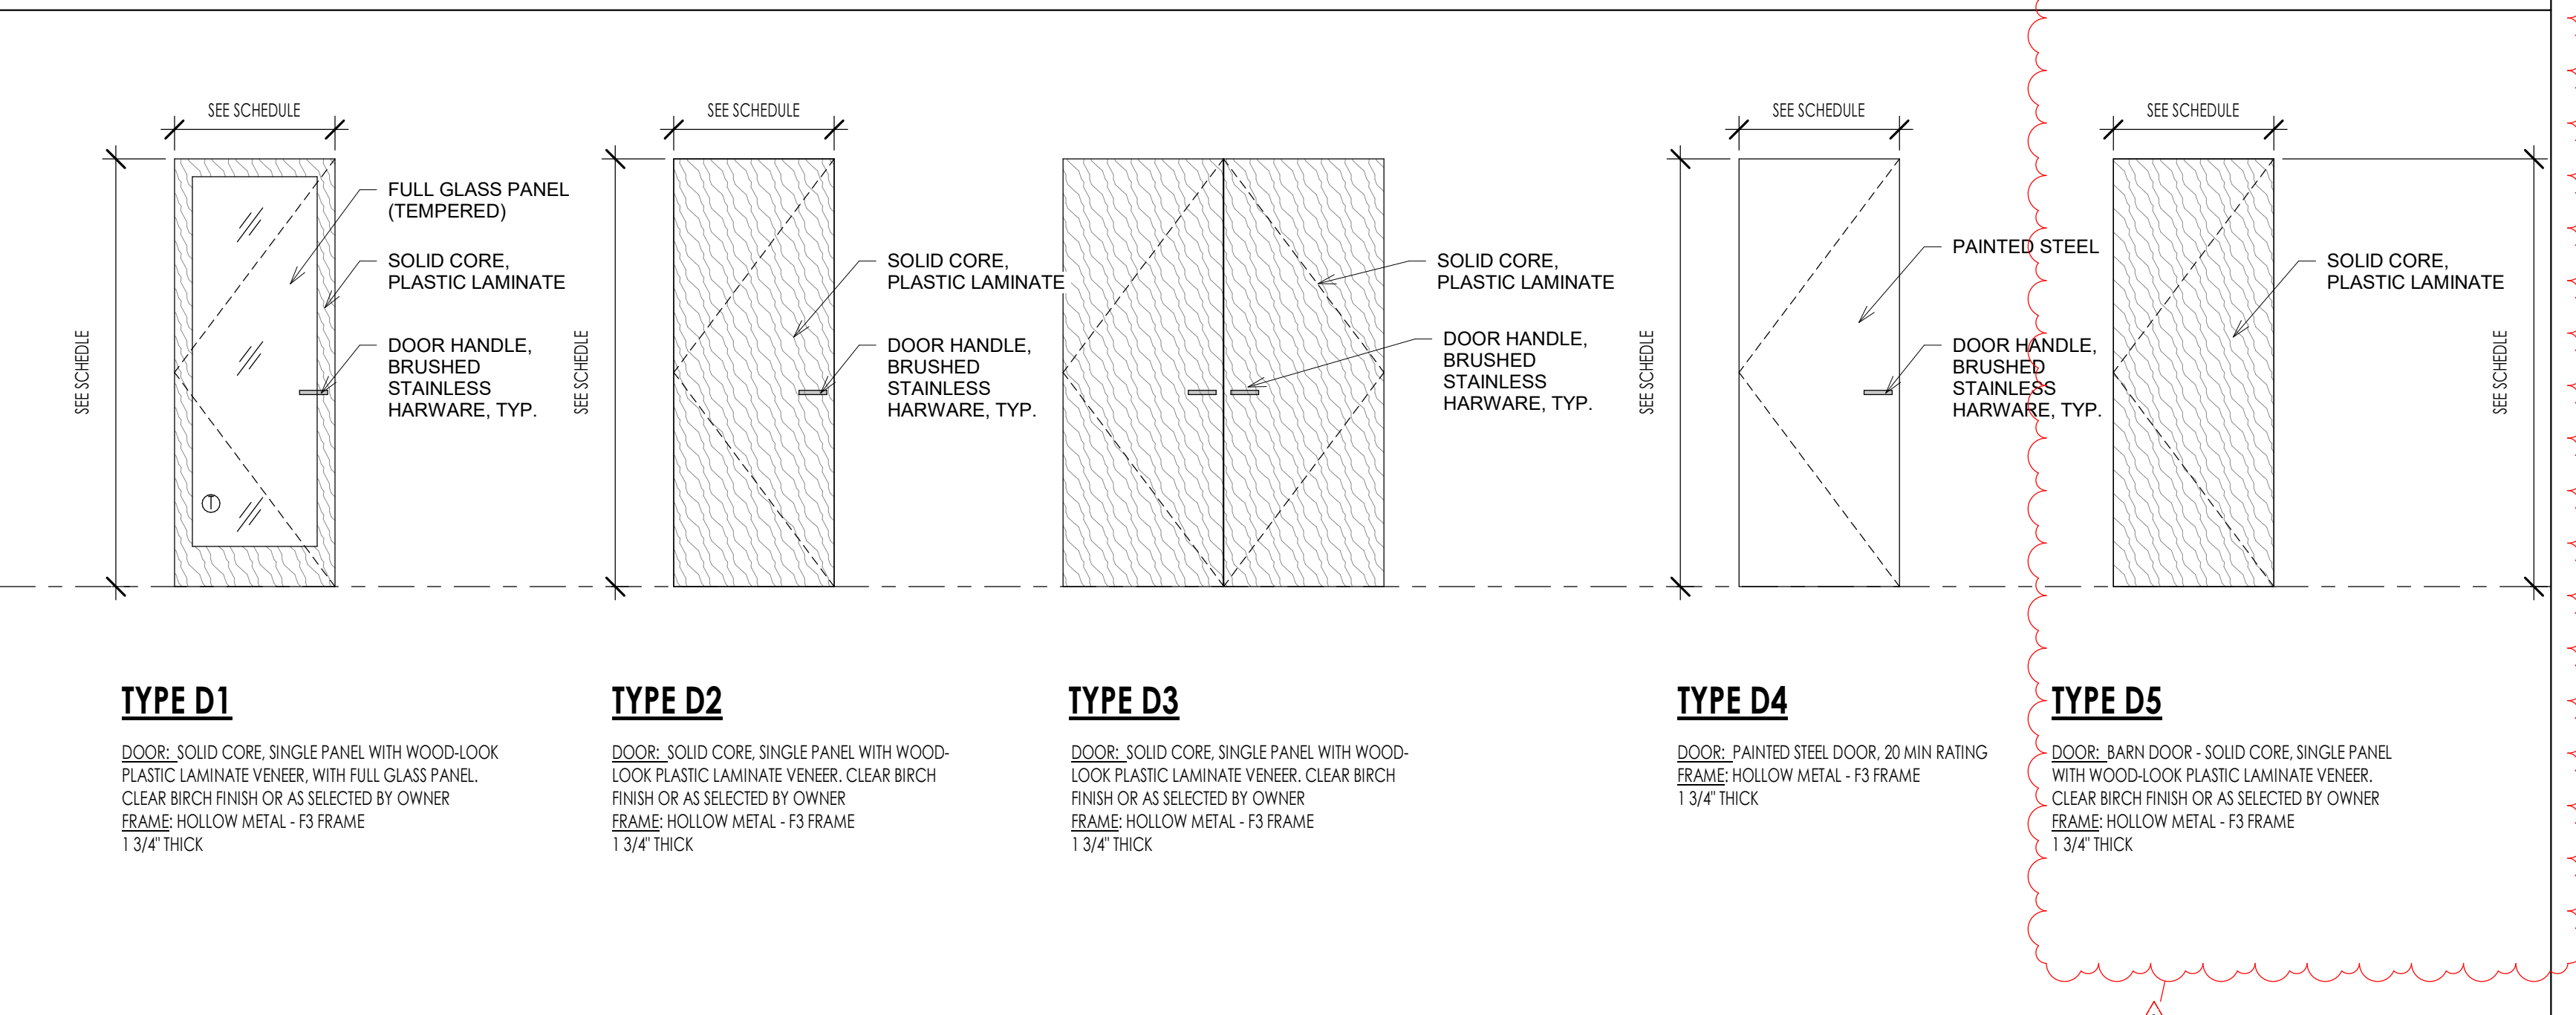 SEE SCHEDULE
SEE SCHEDLE
FULL GLASS PANEL
(TEMPERED)
SOLID CORE,
PLASTIC LAMINATE
DOOR HANDLE,
BRUSHED
STAINLESS
HARWARE, TYP.
T
TYPE D1
DOOR: SOLID CORE, SINGLE PANEL WITH WOOD-LOOK
PLASTIC LAMINATE VENEER, WITH FULL GLASS PANEL.
CLEAR BIRCH FINISH OR AS SELECTED BY OWNER
FRAME: HOLLOW METAL - F3 FRAME
1 3/4" THICK
SEE SCHEDULE
SEE SCHEDLE
SOLID CORE,
PLASTIC LAMINATE
DOOR HANDLE,
BRUSHED
STAINLESS
HARWARE, TYP.
TYPE D2
DOOR: SOLID CORE, SINGLE PANEL WITH WOOD-
LOOK PLASTIC LAMINATE VENEER. CLEAR BIRCH
FINISH OR AS SELECTED BY OWNER
FRAME: HOLLOW METAL - F3 FRAME
1 3/4" THICK
SOLID CORE,
PLASTIC LAMINATE
DOOR HANDLE,
BRUSHED
STAINLESS
HARWARE, TYP.
TYPE D3
DOOR: SOLID CORE, SINGLE PANEL WITH WOOD-
LOOK PLASTIC LAMINATE VENEER. CLEAR BIRCH
FINISH OR AS SELECTED BY OWNER
FRAME: HOLLOW METAL - F3 FRAME
1 3/4" THICK
SEE SCHEDULE
SEE SCHEDLE
PAINTED STEEL
DOOR HANDLE,
BRUSHED
STAINLESS
HARWARE, TYP.
TYPE D4
DOOR: PAINTED STEEL DOOR, 20 MIN RATING
FRAME: HOLLOW METAL - F3 FRAME
1 3/4" THICK
SEE SCHEDULE
SOLID CORE,
PLASTIC LAMINATE
SEE SCHEDLE
TYPE D5
DOOR: BARN DOOR - SOLID CORE, SINGLE PANEL
WITH WOOD-LOOK PLASTIC LAMINATE VENEER.
CLEAR BIRCH FINISH OR AS SELECTED BY OWNER
FRAME: HOLLOW METAL - F3 FRAME
1 3/4" THICK